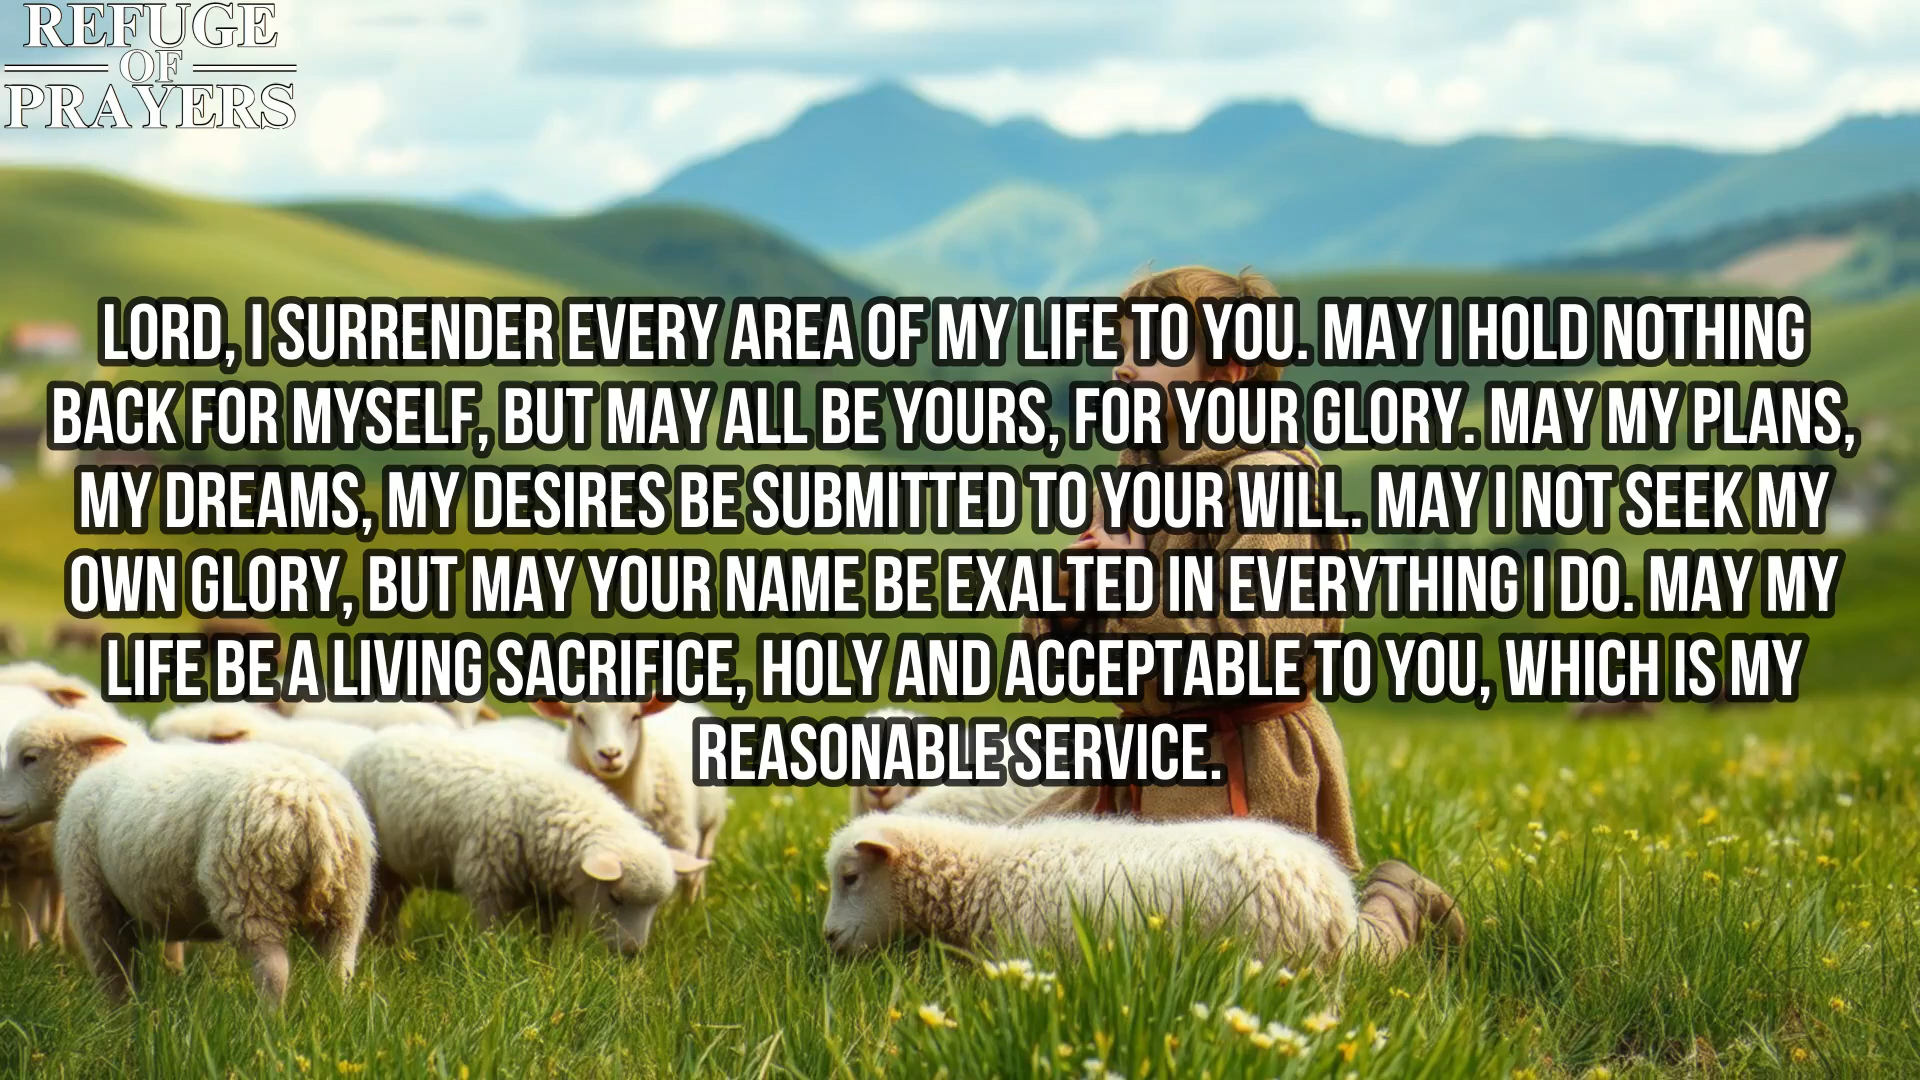 REFUGE
OF
PRAYERS
LORD, I SURRENDER EVERY AREA OF MY LIFE TO YOU. MAY I HOLD NOTHING
BACK FOR MYSELF, BUT MAY ALL BE YOURS, FOR YOUR GLORY. MAY MY PLANS,
MY DREAMS, MY DESIRES BE SUBMITTED TO YOUR WILL. MAY I NOT SEEK MY
OWN GLORY, BUT MAY YOUR NAME BE EXALTED IN EVERYTHING I DO. MAY MY
LIFE BE A LIVING SACRIFICE, HOLY AND ACCEPTABLE TO YOU, WHICH IS MY
REASONABLE SERVICE.